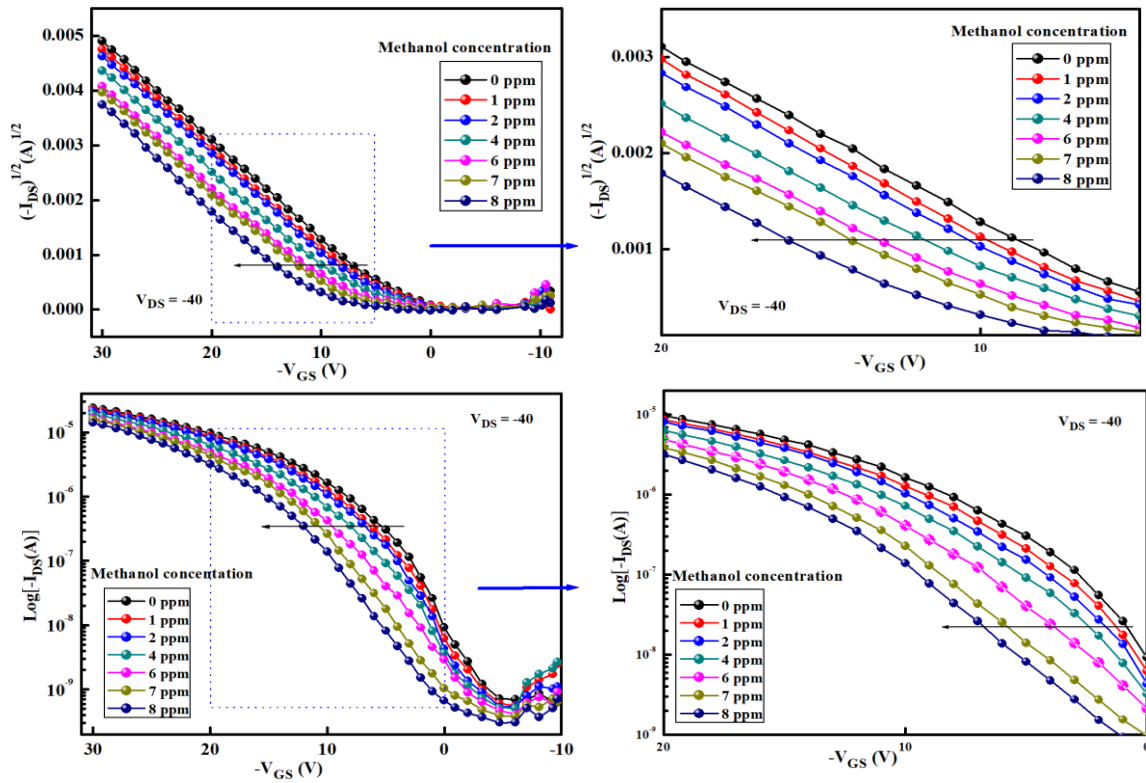 0.005
0.004
0.003
0.002
0.001
0.000
(-I_DS)^1/2 (A)^1/2
Methanol concentration
0 ppm
1 ppm
2 ppm
4 ppm
6 ppm
7 ppm
8 ppm
V_DS = -40
30 20 10 0 -10
-V_GS (V)
0.003
0.002
0.001
(-I_DS)^1/2 (A)^1/2
Methanol concentration
0 ppm
1 ppm
2 ppm
4 ppm
6 ppm
7 ppm
8 ppm
V_DS = -40
20 10
-V_GS (V)
10^-5
10^-6
10^-7
10^-8
10^-9
Log[-I_DS(A)]
V_DS = -40
Methanol concentation
0 ppm
1 ppm
2 ppm
4 ppm
6 ppm
7 ppm
8 ppm
30 20 10 0 -10
-V_GS (V)
10^-5
10^-6
10^-7
10^-8
10^-9
Log[-I_DS(A)]
V_DS = -40
Methanol concentration
0 ppm
1 ppm
2 ppm
4 ppm
6 ppm
7 ppm
8 ppm
20 10 0
-V_GS (V)